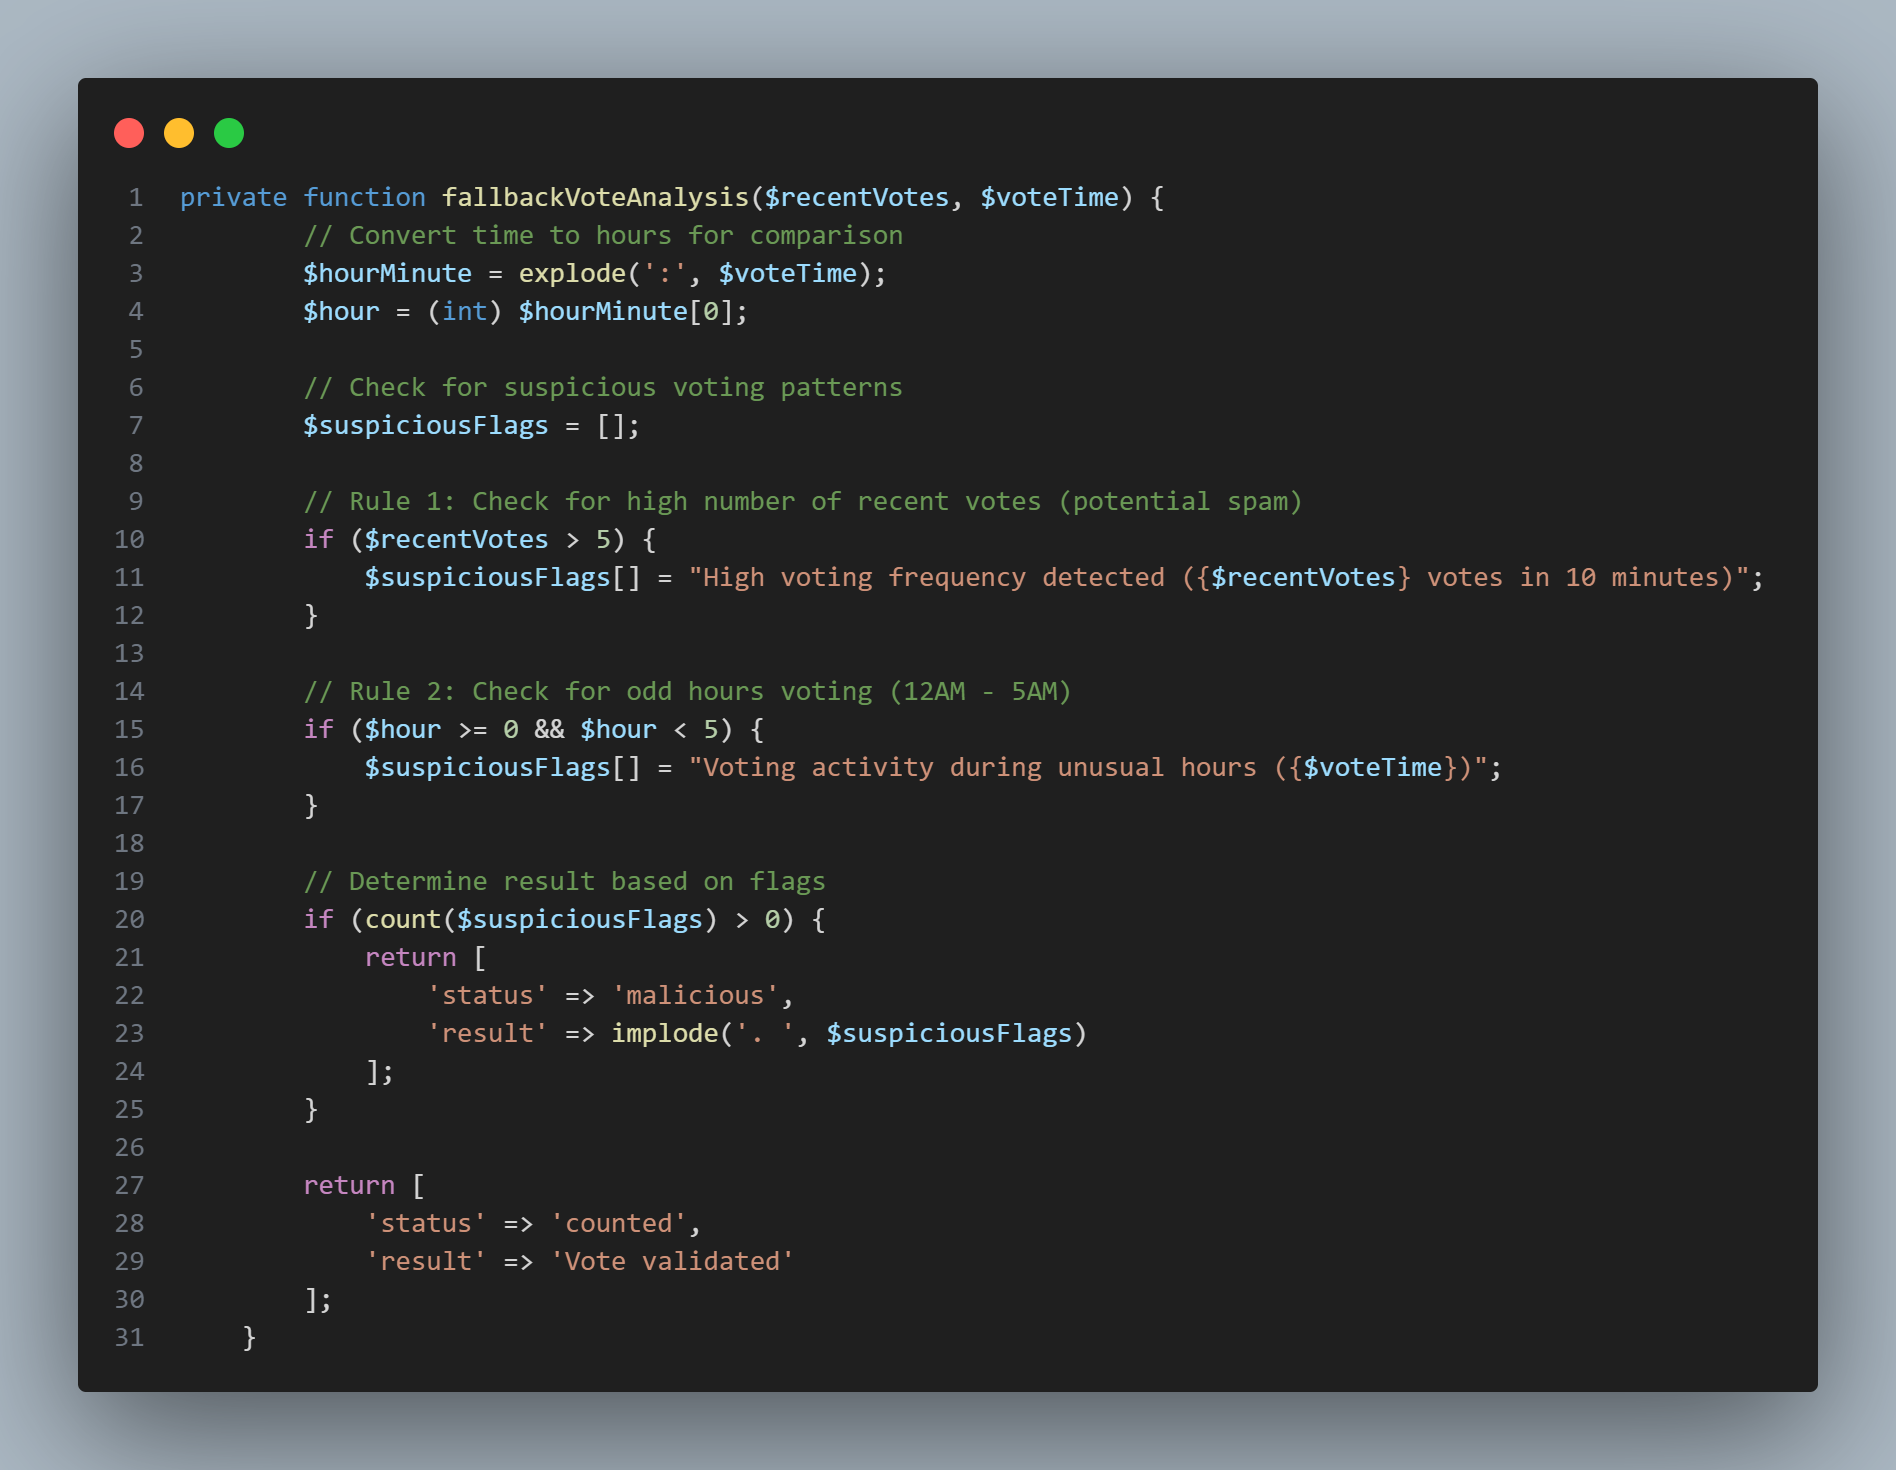 1 private function fallbackVoteAnalysis($recentVotes, $voteTime) {
2         // Convert time to hours for comparison
3         $hourMinute = explode(':', $voteTime);
4         $hour = (int) $hourMinute[0];
5
6         // Check for suspicious voting patterns
7         $suspiciousFlags = [];
8
9         // Rule 1: Check for high number of recent votes (potential spam)
10         if ($recentVotes > 5) {
11             $suspiciousFlags[] = "High voting frequency detected ({$recentVotes} votes in 10 minutes)";
12         }
13
14         // Rule 2: Check for odd hours voting (12AM - 5AM)
15         if ($hour >= 0 && $hour < 5) {
16             $suspiciousFlags[] = "Voting activity during unusual hours ({$voteTime})";
17         }
18
19         // Determine result based on flags
20         if (count($suspiciousFlags) > 0) {
21             return [
22                 'status' => 'malicious',
23                 'result' => implode('. ', $suspiciousFlags)
24             ];
25         }
26
27         return [
28             'status' => 'counted',
29             'result' => 'Vote validated'
30         ];
31     }